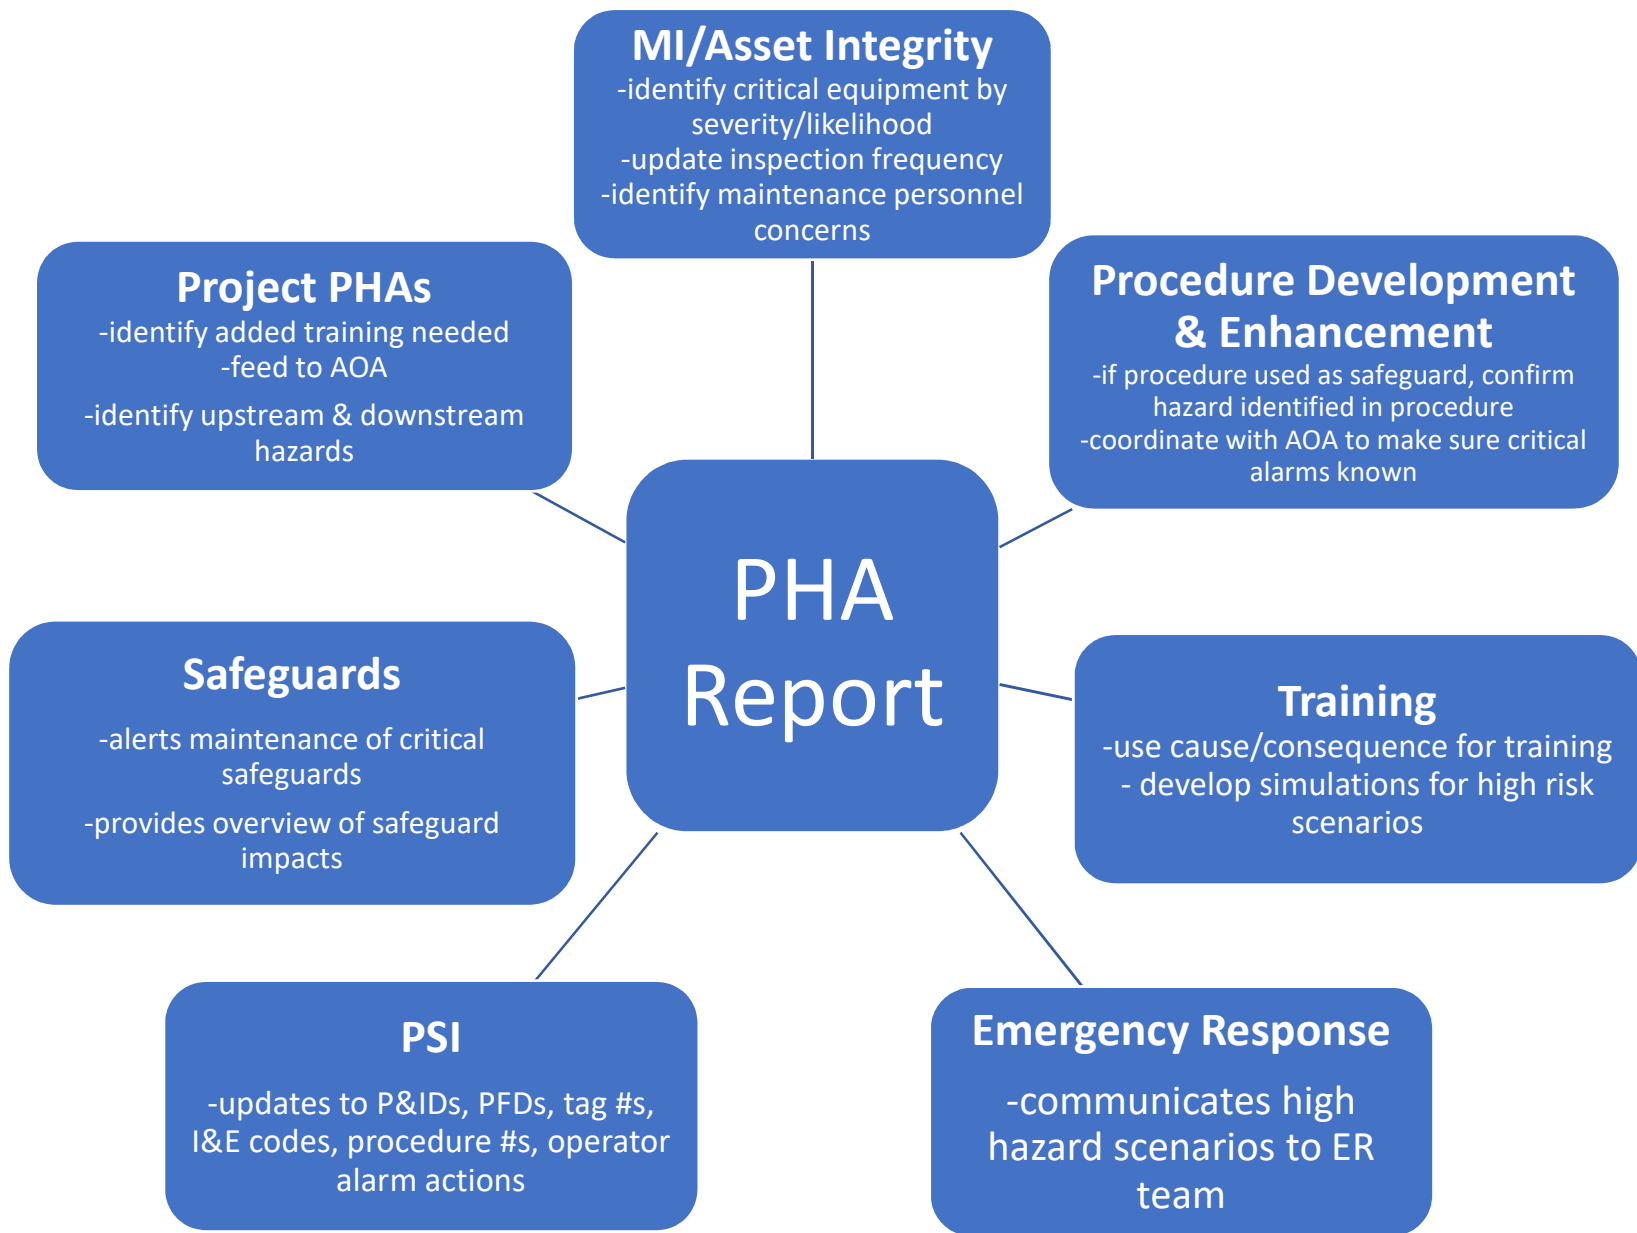 MI/Asset Integrity
-identify critical equipment by
severity/likelihood
-update inspection frequency
-identify maintenance personnel
concerns
Project PHAs
-identify added training needed
-feed to AOA
-identify upstream & downstream
hazards
Procedure Development
& Enhancement
-if procedure used as safeguard, confirm
hazard identified in procedure
-coordinate with AOA to make sure critical
alarms known
PHA
Report
Safeguards
-alerts maintenance of critical
safeguards
-provides overview of safeguard
impacts
Training
-use cause/consequence for training
- develop simulations for high risk
scenarios
PSI
-updates to P&IDs, PFDs, tag #s,
I&E codes, procedure #s, operator
alarm actions
Emergency Response
-communicates high
hazard scenarios to ER
team